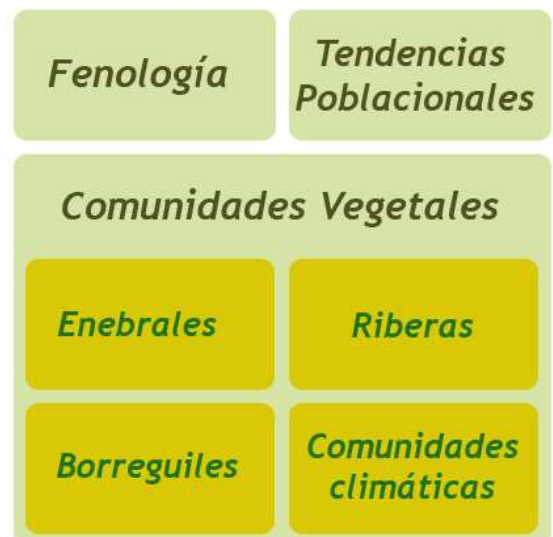 Fenología
Tendencias
Poblacionales
Comunidades Vegetales
Enebrales
Riberas
Borreguiles
Comunidades
climáticas